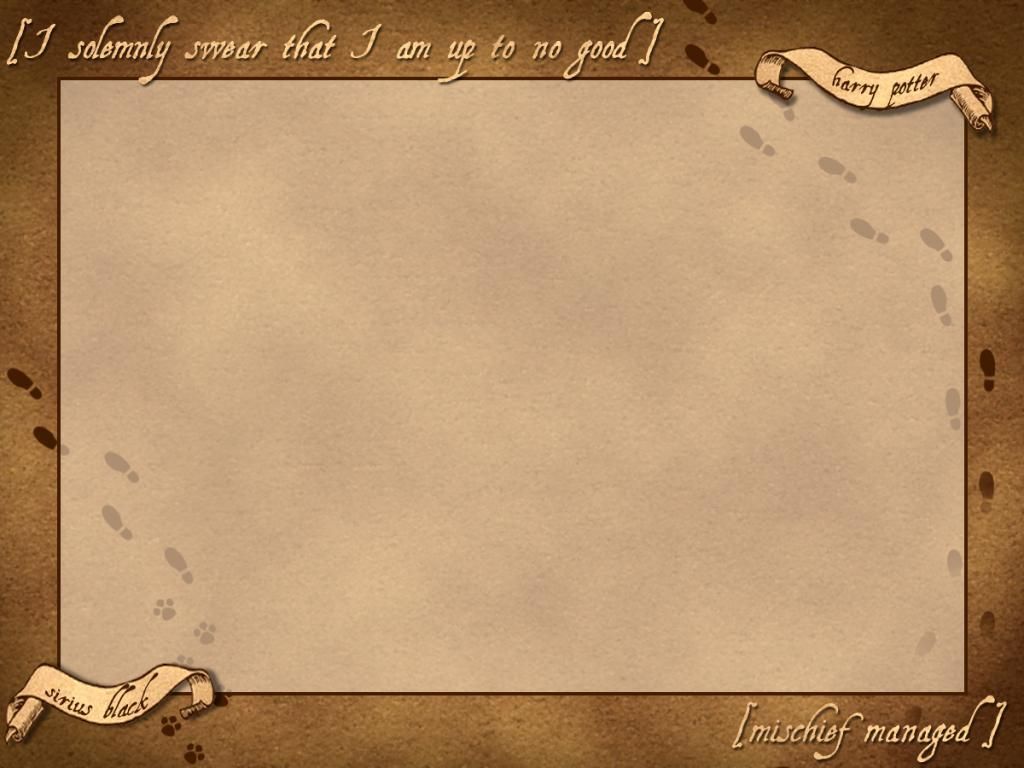 [I solemnly swear that I am up to no good]
harry potter
sirius black
[mischief managed]